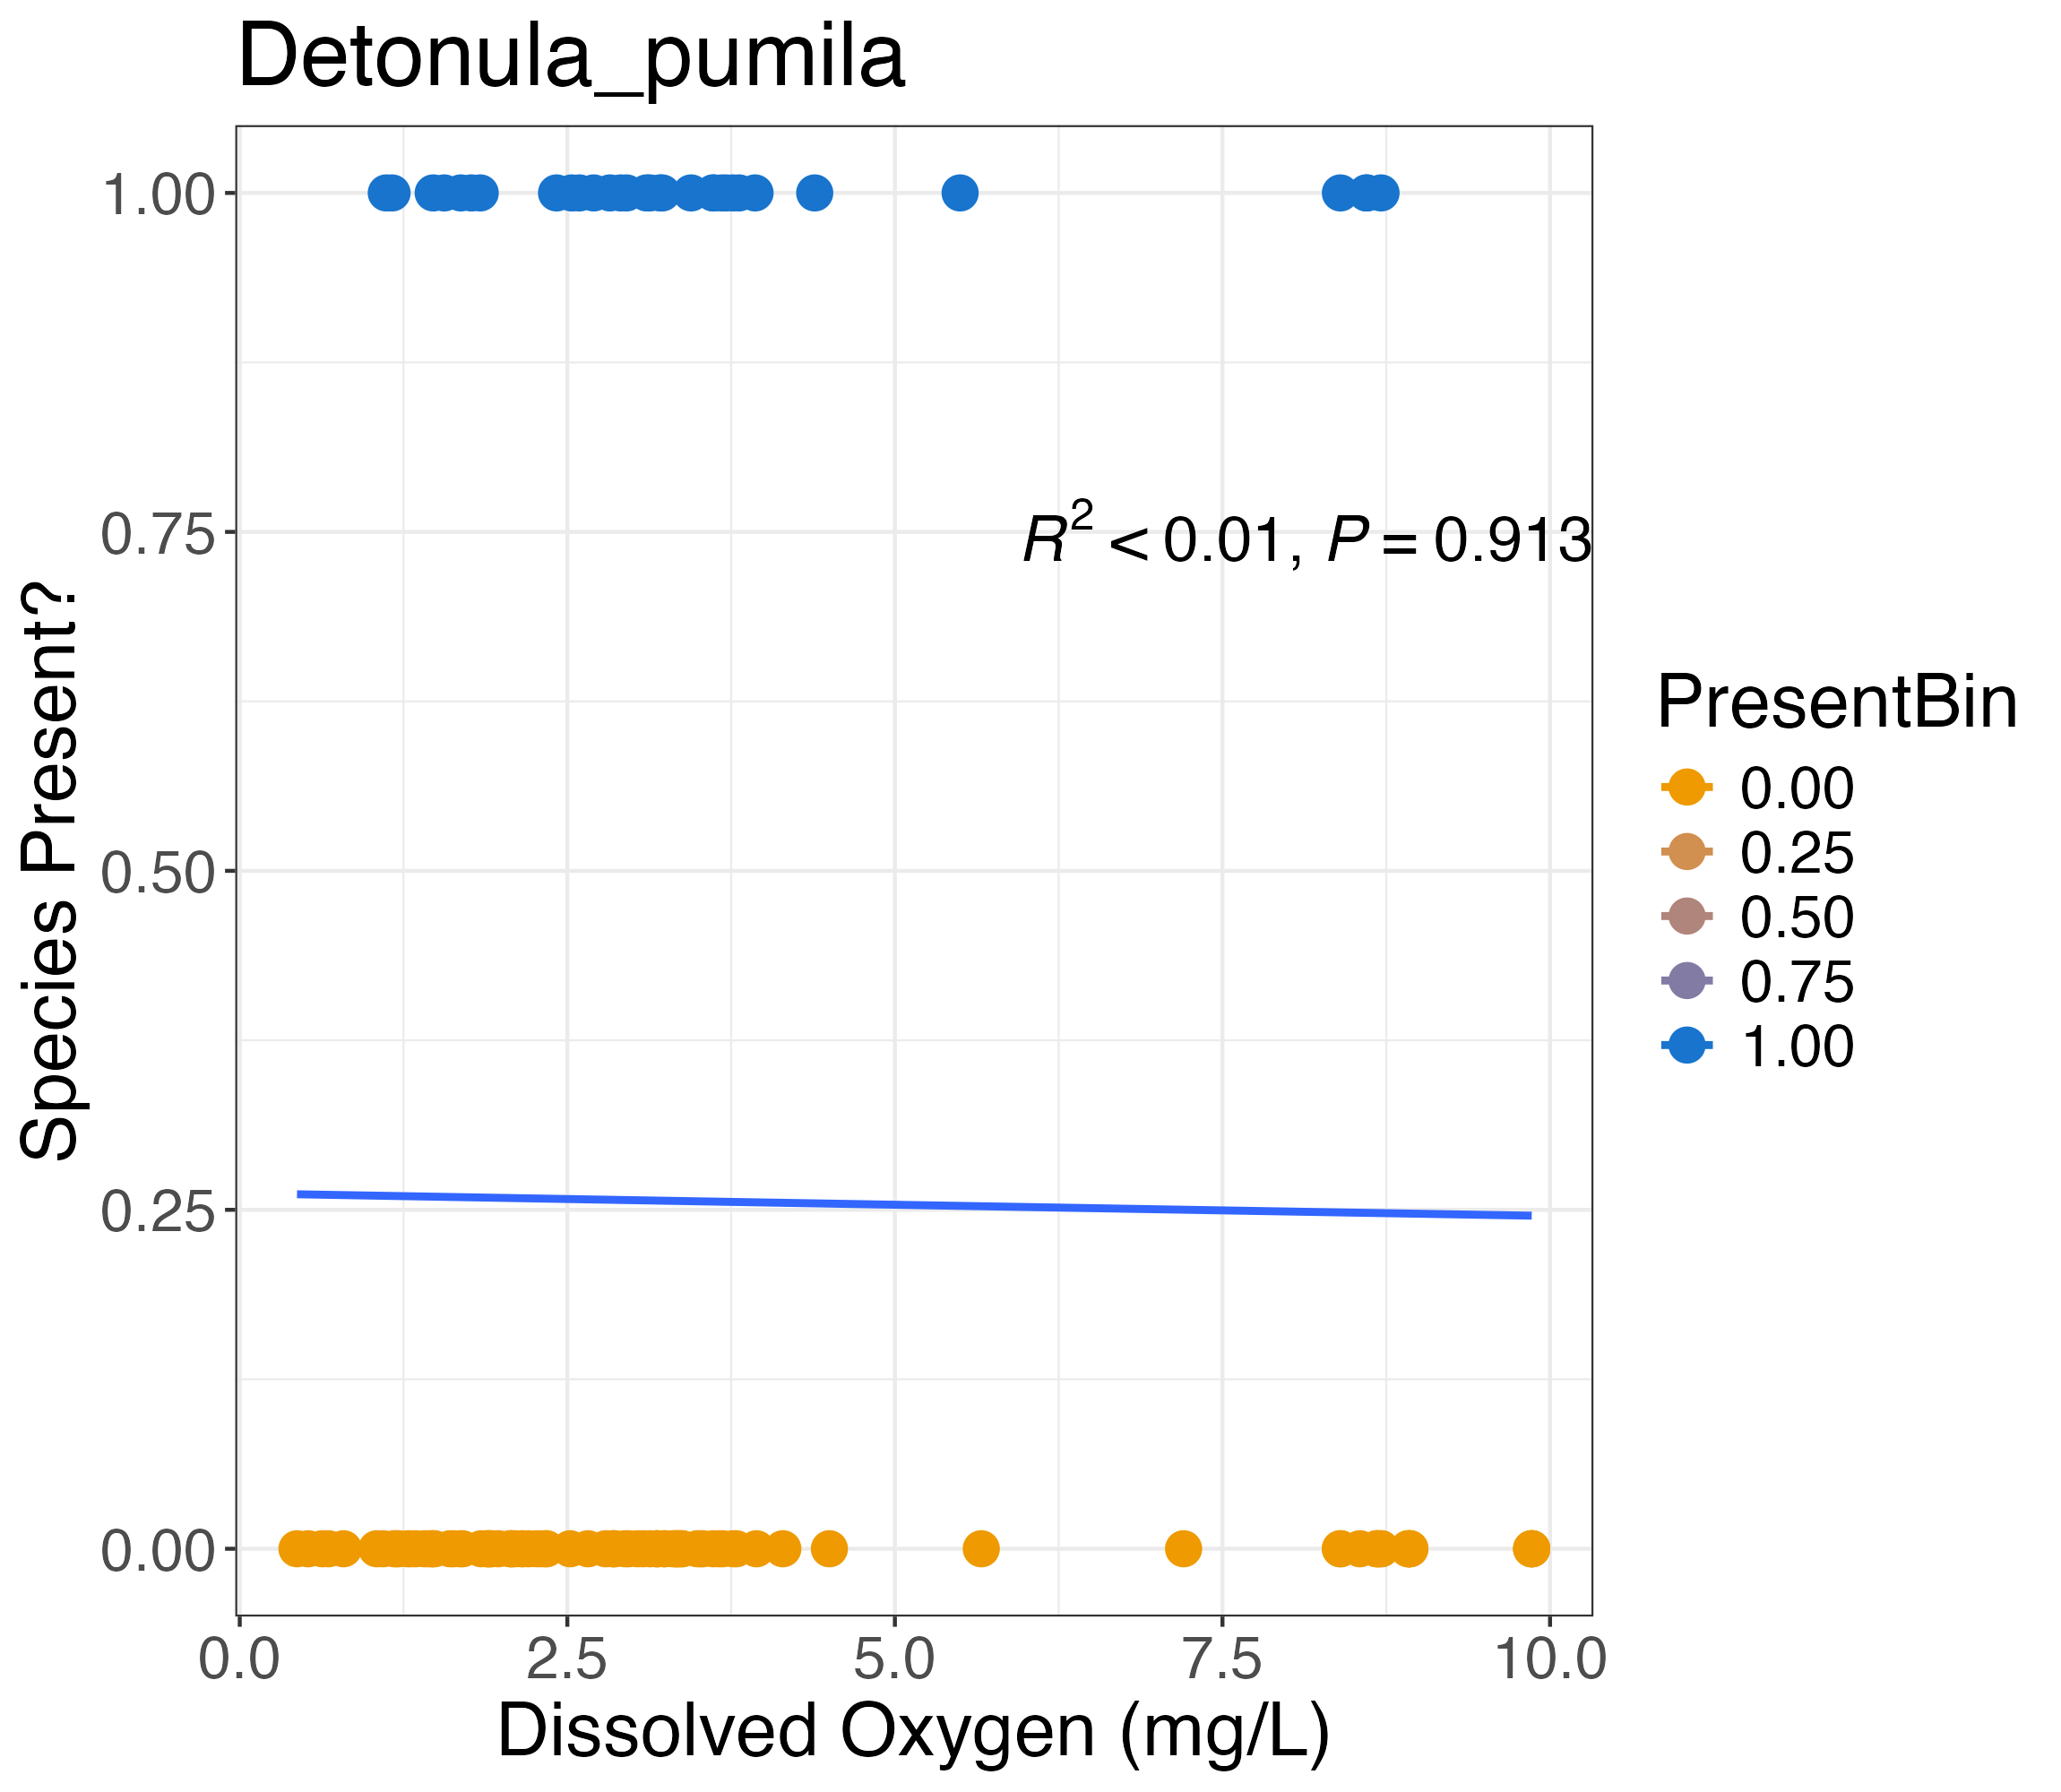 Detonula_pumila
1.00
0.75
0.50
0.25
0.00
Species Present?
R² < 0.01, P = 0.913
0.0 2.5 5.0 7.5 10.0
Dissolved Oxygen (mg/L)
PresentBin
0.00
0.25
0.50
0.75
1.00